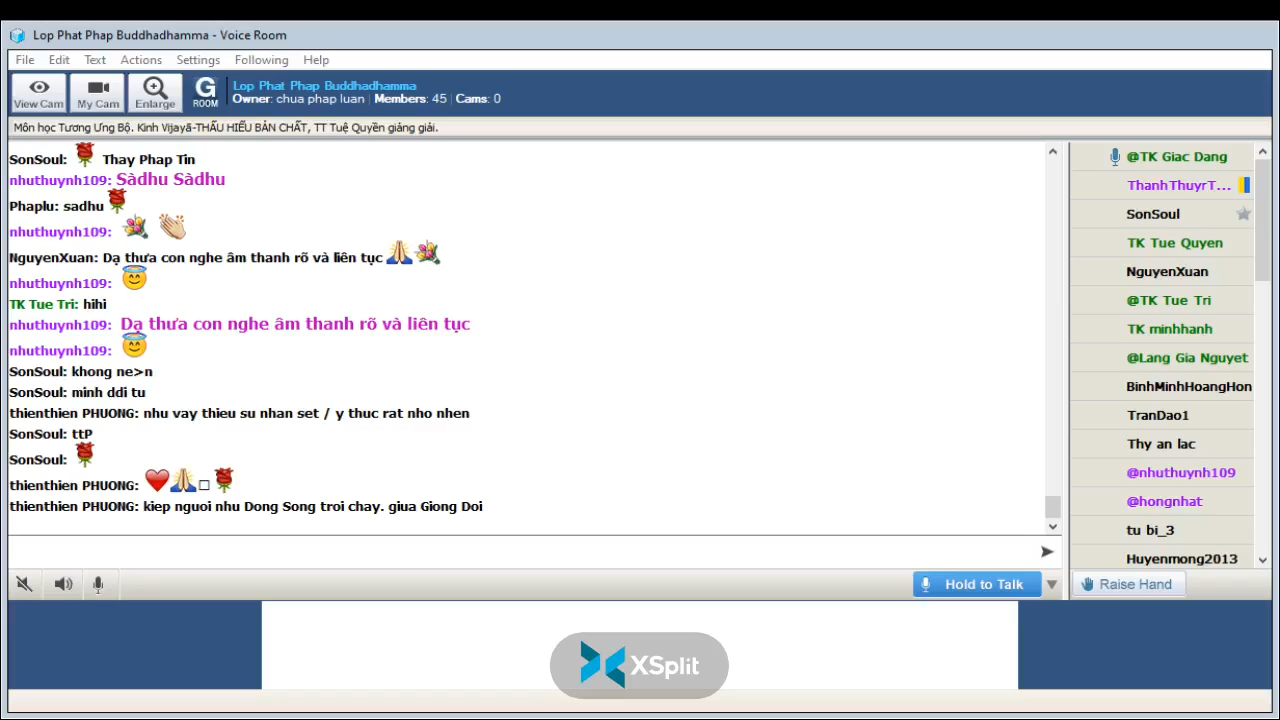 Lop Phat Phap Buddhadhamma - Voice Room
File Edit Text Actions Settings Following Help
View Cam My Cam Enlarge G ROOM
Lop Phat Phap Buddhadhamma
Owner: chua phap luan | Members: 45 | Cams: 0
Môn học Tương Ưng Bộ. Kinh Vijayā-THẤU HIỂU BẢN CHẤT, TT Tuệ Quyền giảng giải.
SonSoul: Thay Phap Tin
nhuthuynh109: Sàdhu Sàdhu
Phaplu: sadhu
nhuthuynh109:
NguyenXuan: Dạ thưa con nghe âm thanh rõ và liên tục
nhuthuynh109:
TK Tue Tri: hihi
nhuthuynh109: Dạ thưa con nghe âm thanh rõ và liên tục
nhuthuynh109:
SonSoul: khong ne>n
SonSoul: minh ddi tu
thienthien PHUONG: nhu vay thieu su nhan set / y thuc rat nho nhen
SonSoul: ttP
SonSoul:
thienthien PHUONG:
thienthien PHUONG: kiep nguoi nhu Dong Song troi chay. giua Giong Doi
@TK Giac Dang
ThanhThuyrT...
SonSoul
TK Tue Quyen
NguyenXuan
@TK Tue Tri
TK minhhanh
@Lang Gia Nguyet
BinhMinhHoangHon
TranDao1
Thy an lac
@nhuthuynh109
@hongnhat
tu bi_3
Huyenmong2013
Hold to Talk
Raise Hand
XSplit